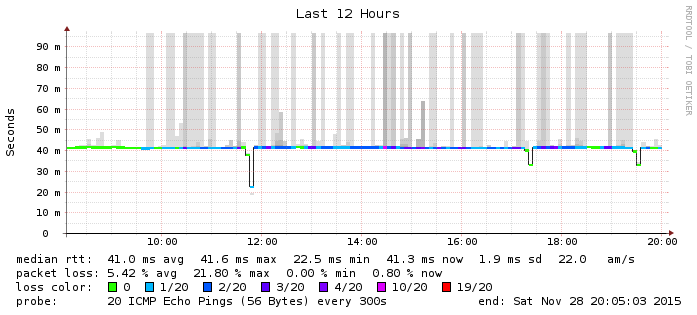 Last 12 Hours
RRDTOOL / TOBI OETIKER
Seconds
90 m
80 m
70 m
60 m
50 m
40 m
30 m
20 m
10 m
0 m
10:00 12:00 14:00 16:00 18:00 20:00
median rtt: 41.0 ms avg 41.6 ms max 22.5 ms min 41.3 ms now 1.9 ms sd 22.0 am/s
packet loss: 5.42 % avg 21.80 % max 0.00 % min 0.80 % now
loss color: 0 1/20 2/20 3/20 4/20 10/20 19/20
probe: 20 ICMP Echo Pings (56 Bytes) every 300s end: Sat Nov 28 20:05:03 2015